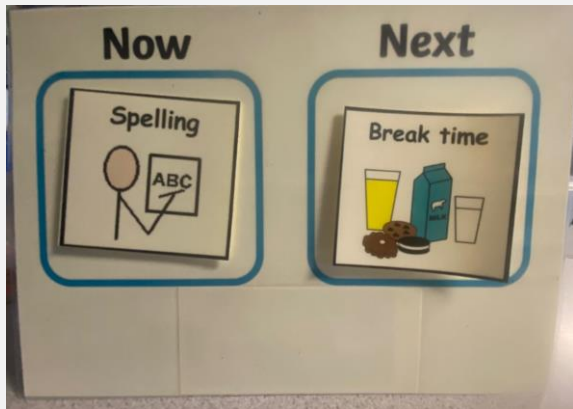 Now
Next
Spelling
ABC
Break time
MILK